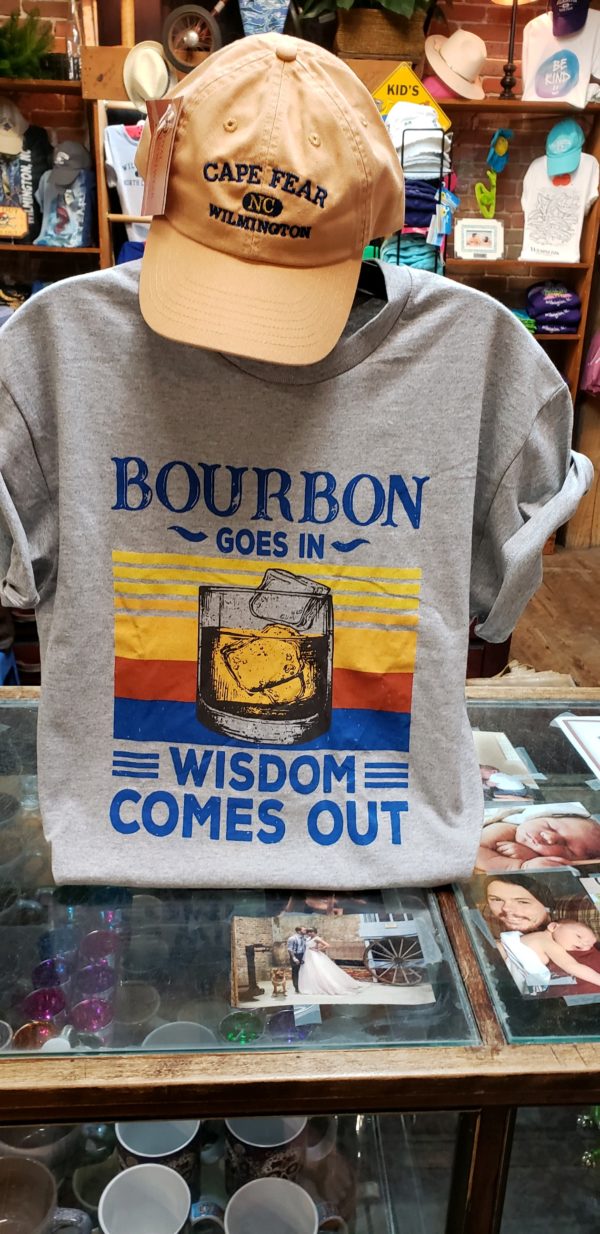 BE
KIND
KID'S
CAPE FEAR
NC
WILMINGTON
BOURBON
GOES IN
WISDOM
COMES OUT